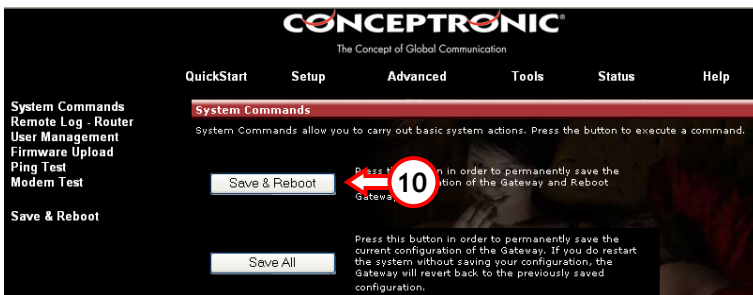 CONCEPTRONIC®
The Concept of Global Communication
QuickStart Setup Advanced Tools Status Help
System Commands
Remote Log - Router
User Management
Firmware Upload
Ping Test
Modem Test
Save & Reboot
System Commands
System Commands allow you to carry out basic system actions. Press the button to execute a command.
Save & Reboot
10
Press in order to permanently save the
of the Gateway and Reboot
Save All
Press this button in order to permanently save the
current configuration of the Gateway. If you do restart
the system without saving your configuration, the
Gateway will revert back to the previously saved
configuration.